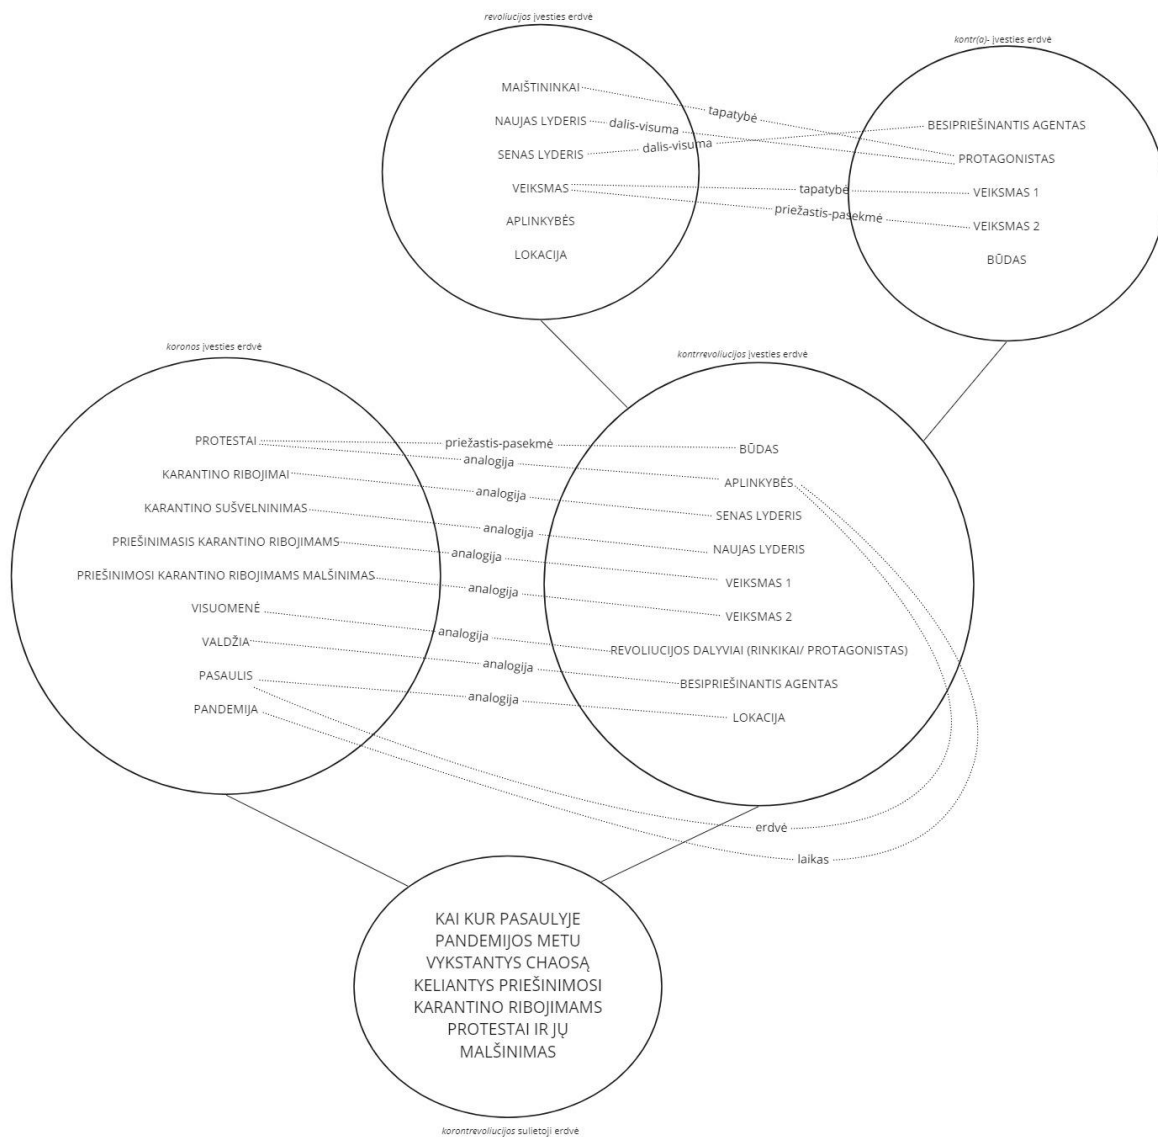 revoliucijos įvesties erdvė
MAIŠTININKAI
NAUJAS LYDERIS
SENAS LYDERIS
VEIKSMAS
APLINKYBĖS
LOKACIJA
tapatybė
dalis-visuma
dalis-visuma
tapatybė
priežastis-pasekmė
kontr(a)- įvesties erdvė
BESIPRIEŠINANTIS AGENTAS
PROTAGONISTAS
VEIKSMAS 1
VEIKSMAS 2
BŪDAS
koronos įvesties erdvė
PROTESTAI
KARANTINO RIBOJIMAI
KARANTINO SUŠVELNINIMAS
PRIEŠINIMASIS KARANTINO RIBOJIMAMS
PRIEŠINIMOSI KARANTINO RIBOJIMAMS MALŠINIMAS
VISUOMENĖ
VALDŽIA
PASAULIS
PANDEMIJA
priežastis-pasekmė
analogija
analogija
analogija
analogija
analogija
analogija
analogija
analogija
kontrrevoliucijos įvesties erdvė
BŪDAS
APLINKYBĖS
SENAS LYDERIS
NAUJAS LYDERIS
VEIKSMAS 1
VEIKSMAS 2
REVOLIUCIJOS DALYVIAI (RINKIKAI/ PROTAGONISTAS)
BESIPRIEŠINANTIS AGENTAS
LOKACIJA
erdvė
laikas
KAI KUR PASAULYJE
PANDEMIJOS METU
VYKSTANTYS CHAOSĄ
KELIANTYS PRIEŠINIMOSI
KARANTINO RIBOJIMAMS
PROTESTAI IR JŲ
MALŠINIMAS
korontrevoliucijos sulietoji erdvė